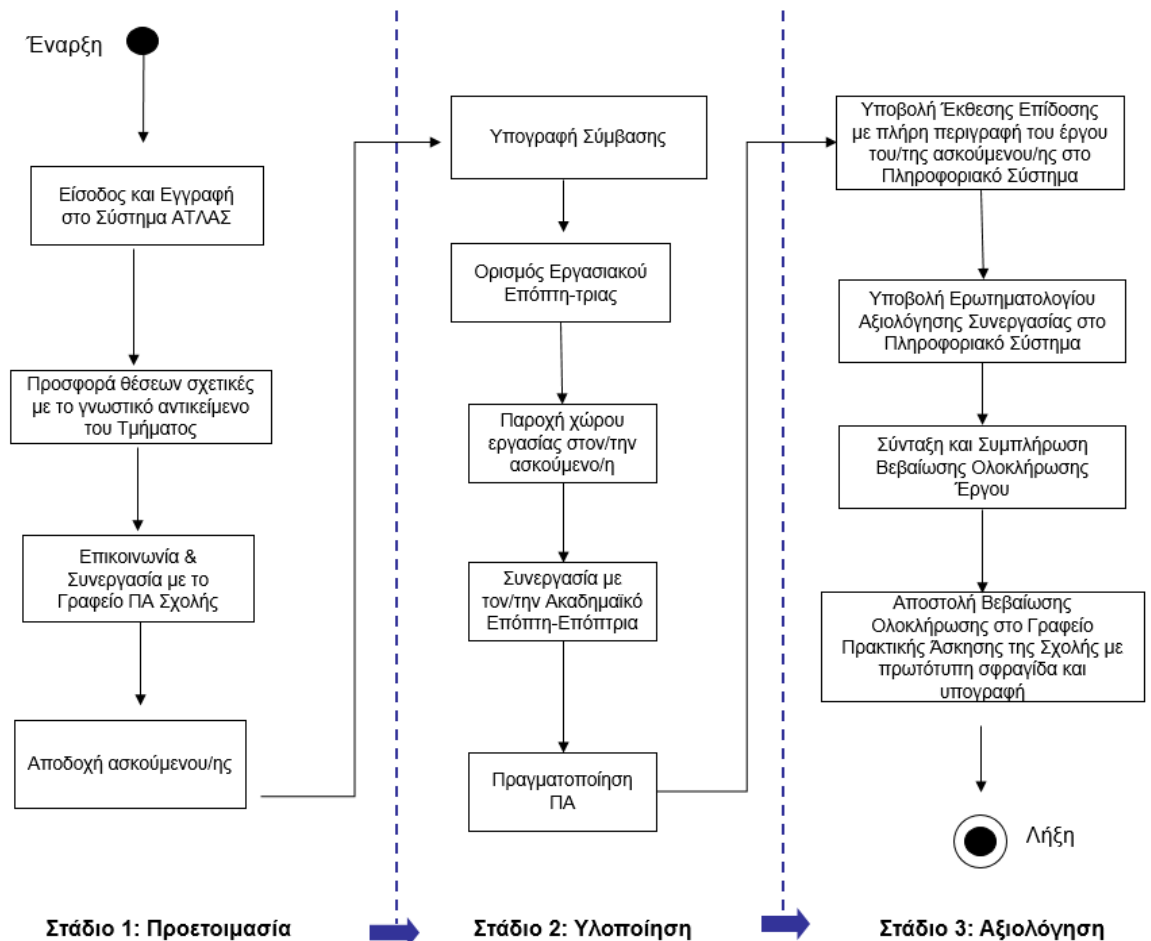 Έναρξη
Είσοδος και Εγγραφή
στο Σύστημα ΑΤΛΑΣ
Προσφορά θέσεων σχετικές
με το γνωστικό αντικείμενο
του Τμήματος
Επικοινωνία &
Συνεργασία με το
Γραφείο ΠΑ Σχολής
Αποδοχή ασκούμενου/ης
Υπογραφή Σύμβασης
Ορισμός Εργασιακού
Επόπτη-τριας
Παροχή χώρου
εργασίας στον/την
ασκούμενο/η
Συνεργασία με
τον/την Ακαδημαϊκό
Επόπτη-Επόπτρια
Πραγματοποίηση
ΠΑ
Υποβολή Έκθεσης Επίδοσης
με πλήρη περιγραφή του έργου
του/της ασκούμενου/ης στο
Πληροφοριακό Σύστημα
Υποβολή Ερωτηματολογίου
Αξιολόγησης Συνεργασίας στο
Πληροφοριακό Σύστημα
Σύνταξη και Συμπλήρωση
Βεβαίωσης Ολοκλήρωσης
Έργου
Αποστολή Βεβαίωσης
Ολοκλήρωσης στο Γραφείο
Πρακτικής Άσκησης της Σχολής με
πρωτότυπη σφραγίδα και
υπογραφή
Λήξη
Στάδιο 1: Προετοιμασία
Στάδιο 2: Υλοποίηση
Στάδιο 3: Αξιολόγηση